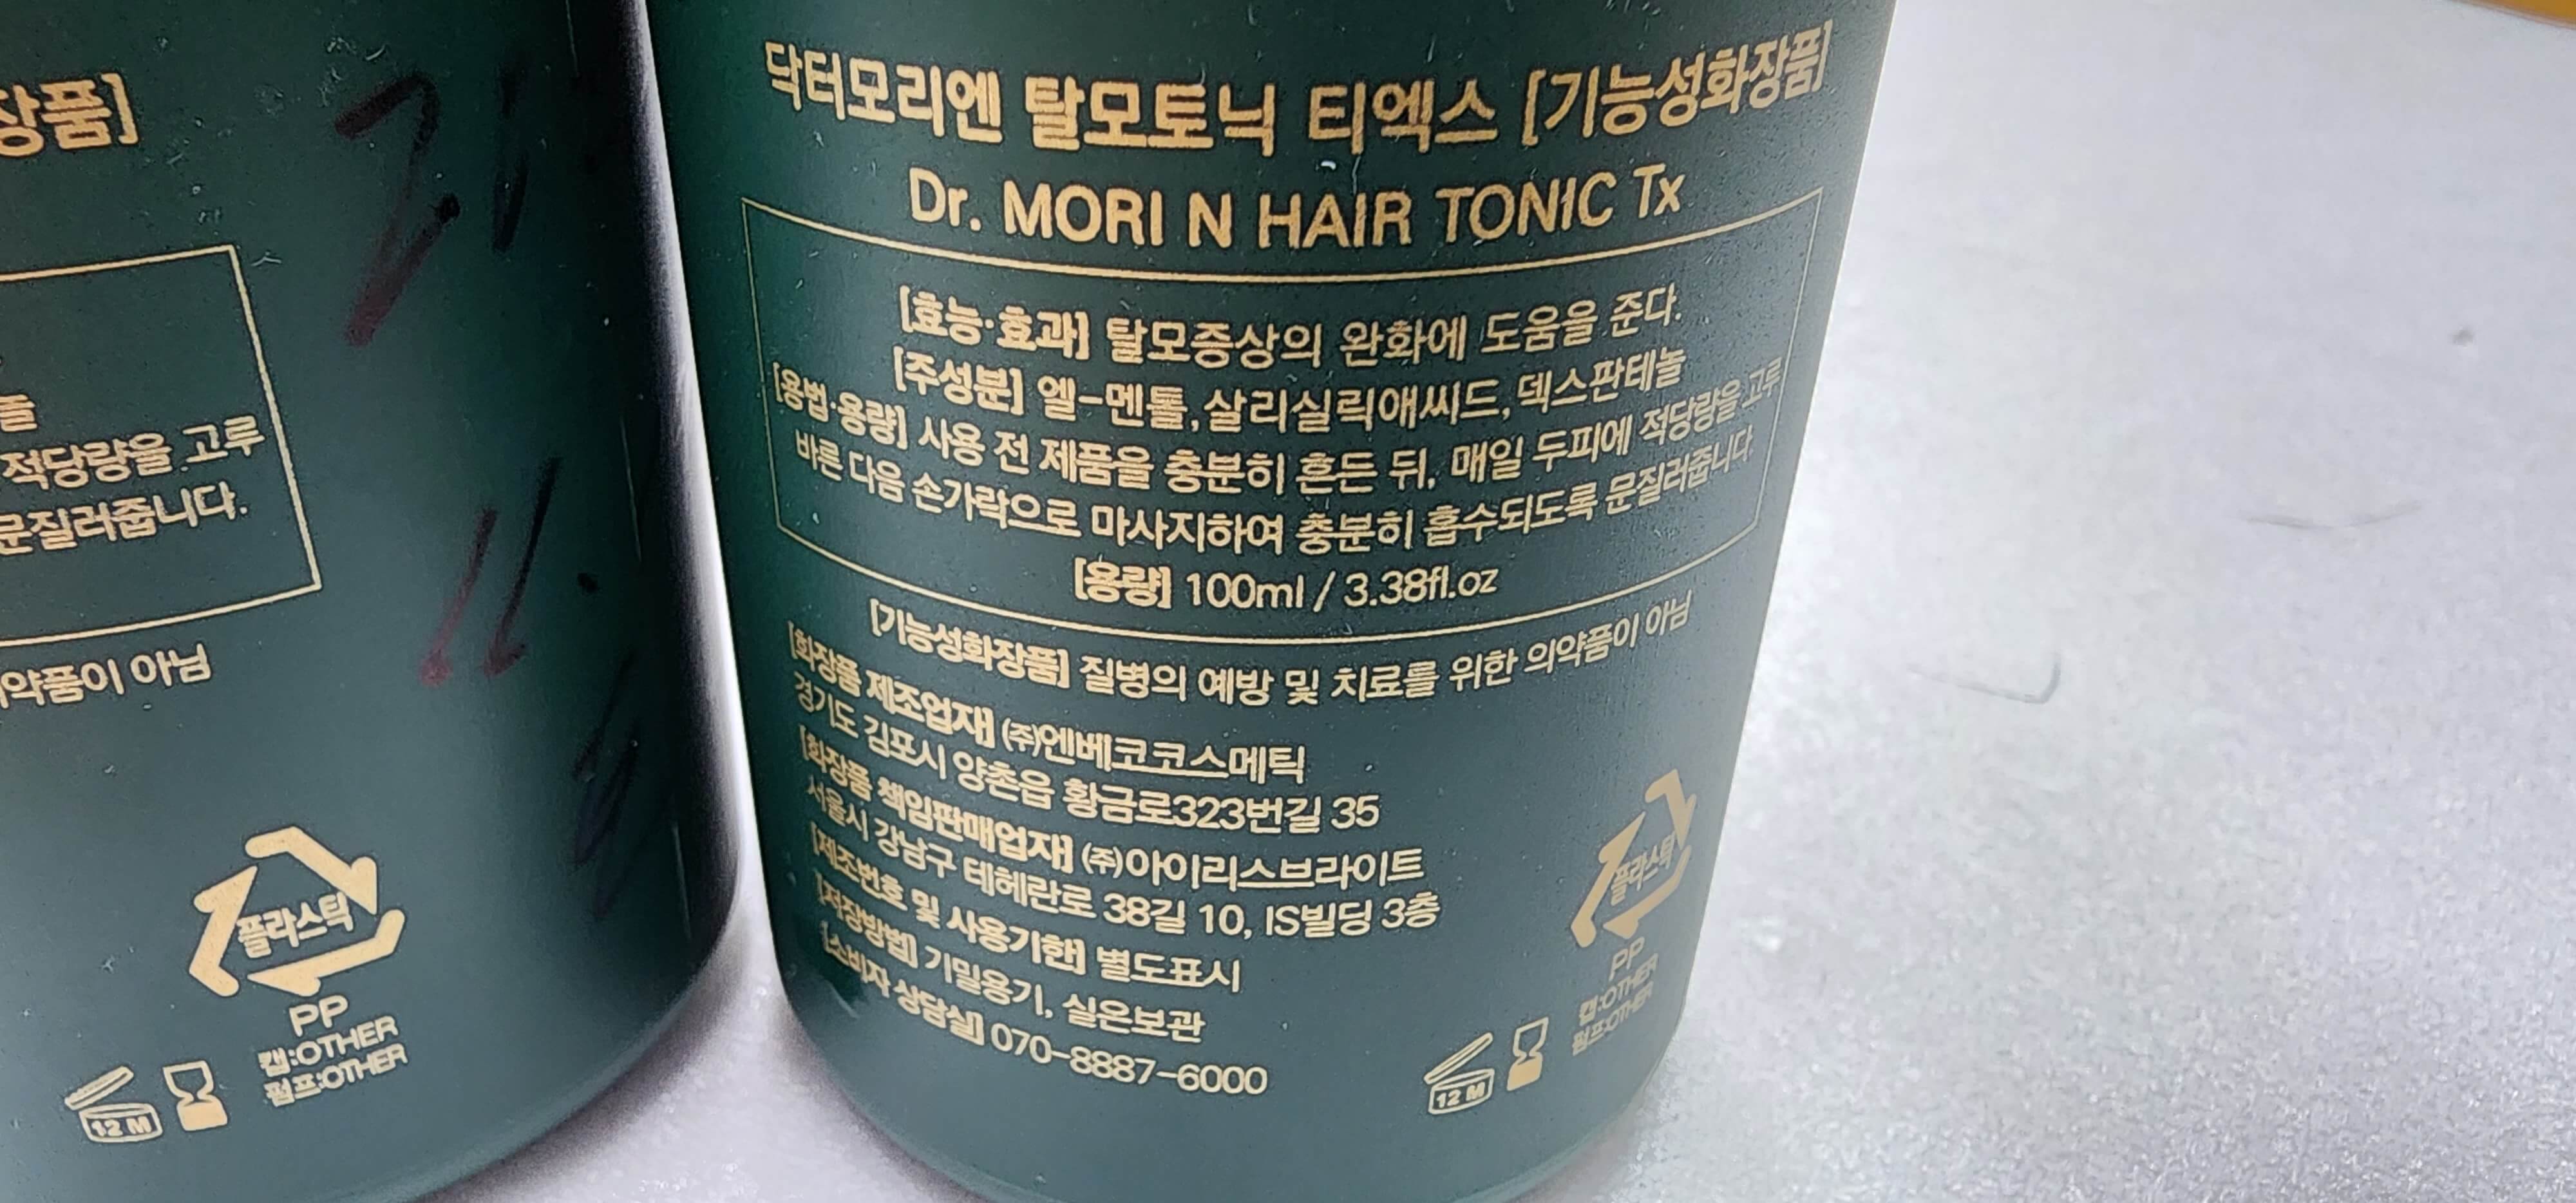 장품]
놀
적당량을 고루
문질러줍니다.
약품이 아님
플라스틱
PP
캡:OTHER
펌프:OTHER
12 M
닥터모리엔 탈모토닉 티엑스 [기능성화장품]
Dr. MORI N HAIR TONIC Tx
[효능·효과] 탈모증상의 완화에 도움을 준다.
[주성분] 엘-멘톨, 살리실릭애씨드, 덱스판테놀
[용법·용량] 사용 전 제품을 충분히 흔든 뒤, 매일 두피에 적당량을 고루
바른 다음 손가락으로 마사지하여 충분히 흡수되도록 문질러줍니다.
[용량] 100ml / 3.38fl.oz
[기능성화장품] 질병의 예방 및 치료를 위한 의약품이 아님
[화장품 제조업자] (주)엔베코코스메틱
경기도 김포시 양촌읍 황금로323번길 35
[화장품 책임판매업자] (주)아이리스브라이트
서울시 강남구 테헤란로 38길 10, IS빌딩 3층
[제조번호 및 사용기한] 별도표시
[저장방법] 기밀용기, 실온보관
[소비자 상담실] 070-8887-6000
플라스틱
PP
캡:OTHER
펌프:OTHER
12 M